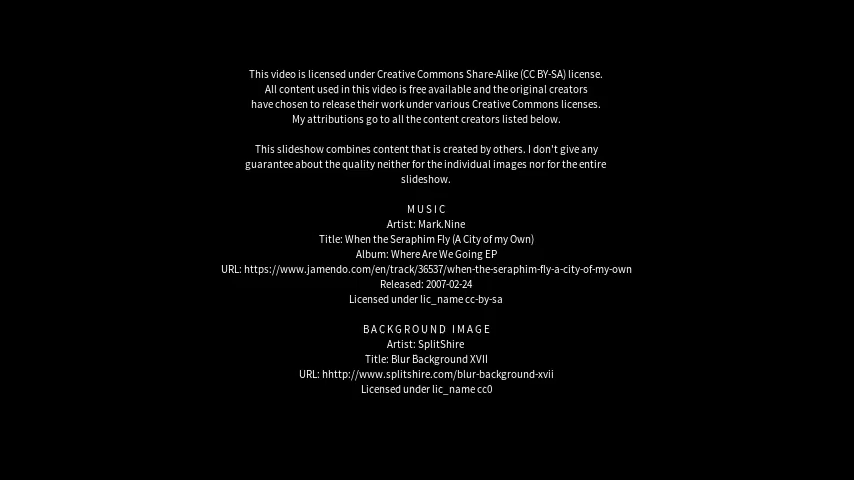 This video is licensed under Creative Commons Share-Alike (CC BY-SA) license.
All content used in this video is free available and the original creators
have chosen to release their work under various Creative Commons licenses.
My attributions go to all the content creators listed below.
This slideshow combines content that is created by others. I don't give any
guarantee about the quality neither for the individual images nor for the entire
slideshow.
MUSIC
Artist: Mark.Nine
Title: When the Seraphim Fly (A City of my Own)
Album: Where Are We Going EP
URL: https://www.jamendo.com/en/track/36537/when-the-seraphim-fly-a-city-of-my-own
Released: 2007-02-24
Licensed under lic_name cc-by-sa
BACKGROUND IMAGE
Artist: SplitShire
Title: Blur Background XVII
URL: hhttp://www.splitshire.com/blur-background-xvii
Licensed under lic_name cc0